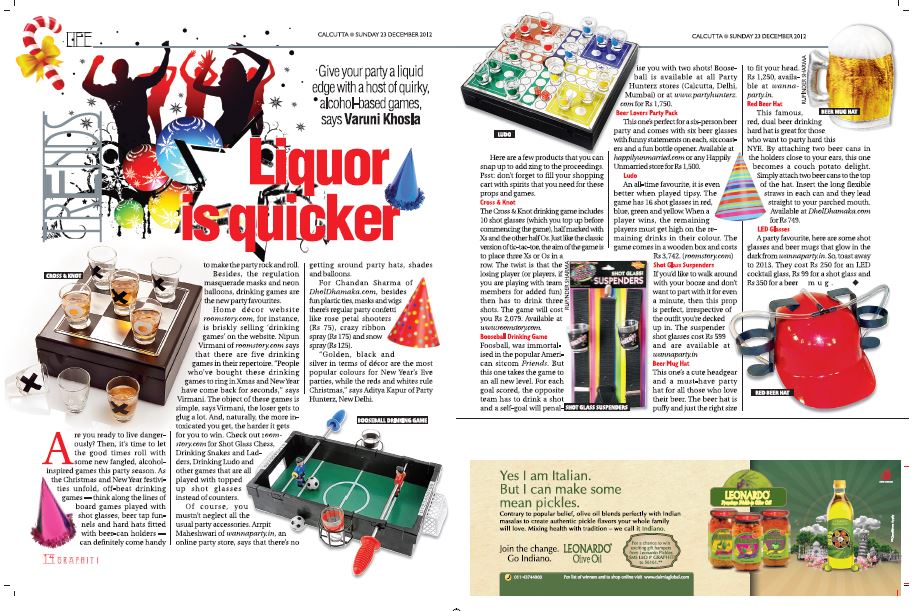 LIFE
CALCUTTA SUNDAY 23 DECEMBER 2012
TRENDS
Give your party a liquid
edge with a host of quirky,
alcohol-based games,
says Varuni Khosla
Liquor
is quicker
CROSS & KNOT
Are you ready to live danger-
ously? Then, it's time to let
the good times roll with
some new fangled, alcohol-
inspired games this party season. As
the Christmas and New Year festivi-
ties unfold, off-beat drinking
games — think along the lines of
board games played with
shot glasses, beer tap fun-
nels and hard hats fitted
with beer-can holders —
can definitely come handy
to make the party rock and roll.
Besides, the regulation
masquerade masks and neon
balloons, drinking games are
the new party favourites.
Home décor website
roomstory.com, for instance,
is briskly selling 'drinking
games' on the website. Nipun
Virmani of roomstory.com says
that there are five drinking
games in their repertoire. "People
who've bought these drinking
games to ring in Xmas and New Year
have come back for seconds," says
Virmani. The object of these games is
simple, says Virmani, the loser gets to
glug a lot. And, naturally, the more in-
toxicated you get, the harder it gets
for you to win. Check out room-
story.com for Shot Glass Chess,
Drinking Snakes and Lad-
ders, Drinking Ludo and
other games that are all
played with topped
up shot glasses
instead of counters.
Of course, you
mustn't neglect all the
usual party accessories. Arrpit
Maheshwari of wannaparty.in, an
online party store, says that there's no
getting around party hats, shades
and balloons.
For Chandan Sharma of
DholDhamaka.com, besides
fun plastic ties, masks and wigs
there's regular party confetti
like rose petal shooters
(Rs 75), crazy ribbon
spray (Rs 175) and snow
spray (Rs 125).
"Golden, black and
silver in terms of décor are the most
popular colours for New Year's Eve
parties, while the reds and whites rule
Christmas," says Aditya Kapur of Party
Hunterz, New Delhi.
BOOSEBALL DRINKING GAME
14 GRAPHITI
CALCUTTA SUNDAY 23 DECEMBER 2012
LUDO
Here are a few products that you can
snap up to add zing to the proceedings.
Psst: don't forget to fill your shopping
cart with spirits that you need for these
props and games.
Cross & Knot
The Cross & Knot drinking game includes
10 shot glasses (which you top up before
commencing the game), half marked with
Xs and the other half Os. Just like the classic
version of tic-tac-toe, the aim of the game is
to place three Xs or Os in a
row. The twist is that the
losing player (or players, if
you are playing with team
members for added fun)
then has to drink three
shots. The game will cost
you Rs 2,079. Available at
www.roomstory.com.
Booseball Drinking Game
Foosball, was immortal-
ised in the popular Ameri-
can sitcom Friends. But
this one takes the game to
an all new level. For each
goal scored, the opposite
team has to drink a shot
and a self-goal will penal-
RUPINDER SHARMA
SHOT GLASS
SUSPENDERS
SHOT GLASS SUSPENDERS
ise you with two shots! Boose-
ball is available at all Party
Hunterz stores (Calcutta, Delhi,
Mumbai) or at www.partyhunterz.
com for Rs 1,750.
Beer Lovers Party Pack
This one's perfect for a six-person beer
party and comes with six beer glasses
with funny statements on each, six coast-
ers and a fun bottle opener. Available at
happilyunmarried.com or any Happily
Unmarried store for Rs 1,500.
Ludo
An all-time favourite, it is even
better when played tipsy. The
game has 16 shot glasses in red,
blue, green and yellow. When a
player wins, the remaining
players must get high on the re-
maining drinks in their colour. The
game comes in a wooden box and costs
Rs 3,742. (roomstory.com)
Shot Glass Suspenders
If you'd like to walk around
with your booze and don't
want to part with it for even
a minute, then this prop
is perfect, irrespective of
the outfit you're decked
up in. The suspender
shot glasses cost Rs 599
and are available at
wannaparty.in
Beer Mug Hat
This one's a cute headgear
and a must-have party
hat for all those who love
their beer. The beer hat is
puffy and just the right size
to fit your head.
Rs 1,250, availa-
ble at wanna-
party.in.
RUPINDER SHARMA
BEER MUG HAT
Red Beer Hat
This famous,
red, dual beer drinking
hard hat is great for those
who want to party hard this
NYE. By attaching two beer cans in
the holders close to your ears, this one
becomes a couch potato delight.
Simply attach two beer cans to the top
of the hat. Insert the long flexible
straws in each can and they lead
straight to your parched mouth.
Available at DholDhamaka.com
for Rs 749.
LED Glasses
A party favourite, here are some shot
glasses and beer mugs that glow in the
dark from wannaparty.in. So, toast away
to 2013. They cost Rs 250 for an LED
cocktail glass, Rs 99 for a shot glass and
Rs 350 for a beer mug.
RED BEER HAT
Yes I am Italian.
But I can make some
mean pickles.
Contrary to popular belief, olive oil blends perfectly with Indian
masalas to create authentic pickle flavors your whole family
will love. Mixing health with tradition – we call it Indiano.
Join the change.
Go Indiano.
LEONARDO
Olive Oil
For a chance to win
exciting gift hampers
from Leonardo Pickles
SMS LEO P GRAPHITI
to 56161.**
011-43744000
For list of winners and to shop online visit www.dalmiaglobal.com
LEONARDO